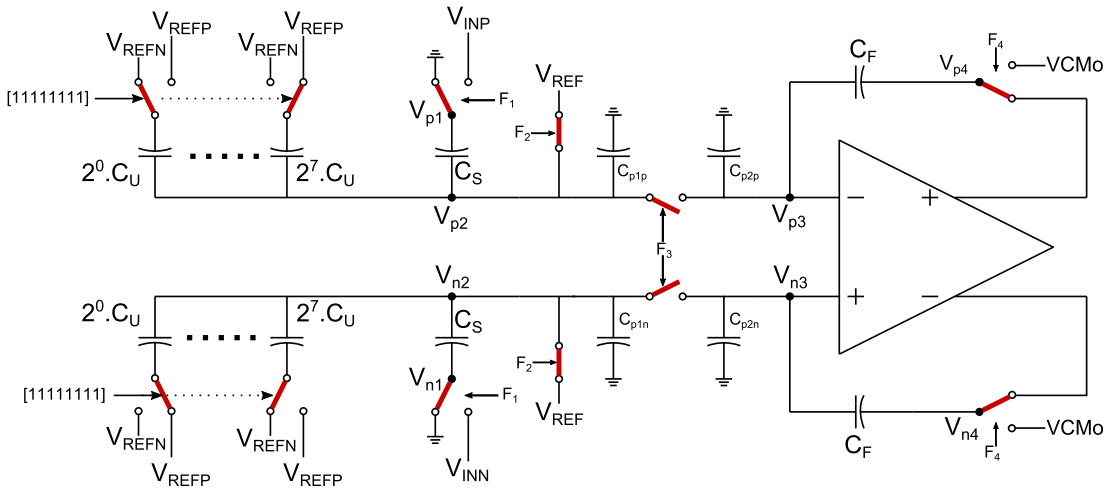 V_REFP
V_REFN
V_REFP
V_REFN
V_INP
V_REF
C_F
F_4
V_p4
VCMo
[11111111]
V_p1
F_1
F_2
2^0.C_U
2^7.C_U
C_S
C_p1p
C_p2p
V_p2
V_p3
−
+
F_3
V_n2
V_n3
+
−
2^0.C_U
2^7.C_U
C_S
C_p1n
C_p2n
F_2
V_n1
[11111111]
F_1
V_REF
V_REFN
V_REFN
V_REFP
V_REFP
V_INN
C_F
V_n4
F_4
VCMo